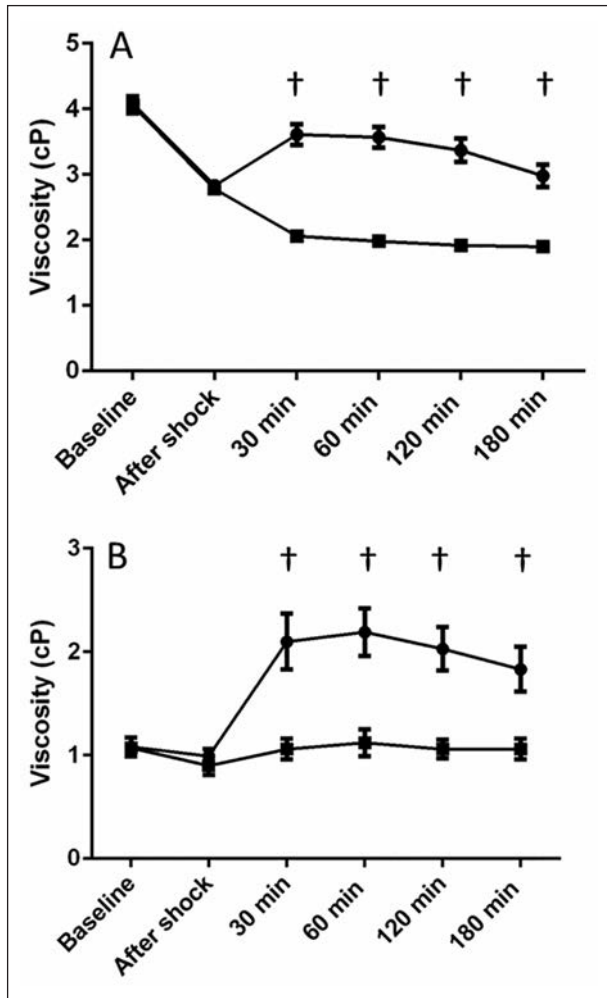 A
Viscosity (cP)
5
4
3
2
1
0
† † † †
Baseline
After shock
30 min
60 min
120 min
180 min
B
Viscosity (cP)
3
2
1
0
† † † †
Baseline
After shock
30 min
60 min
120 min
180 min